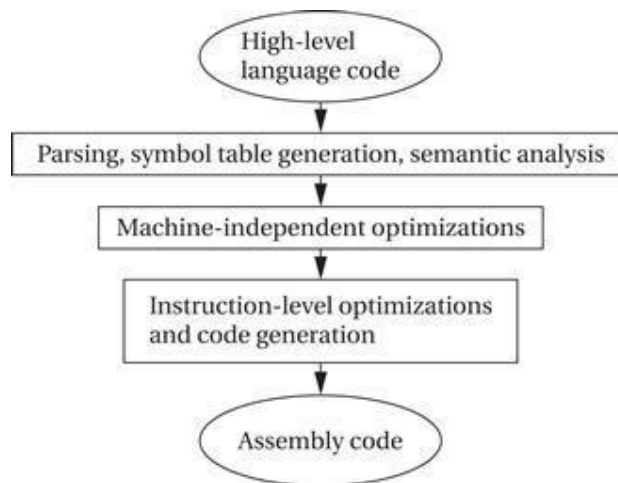 High-level
language code
Parsing, symbol table generation, semantic analysis
Machine-independent optimizations
Instruction-level optimizations
and code generation
Assembly code